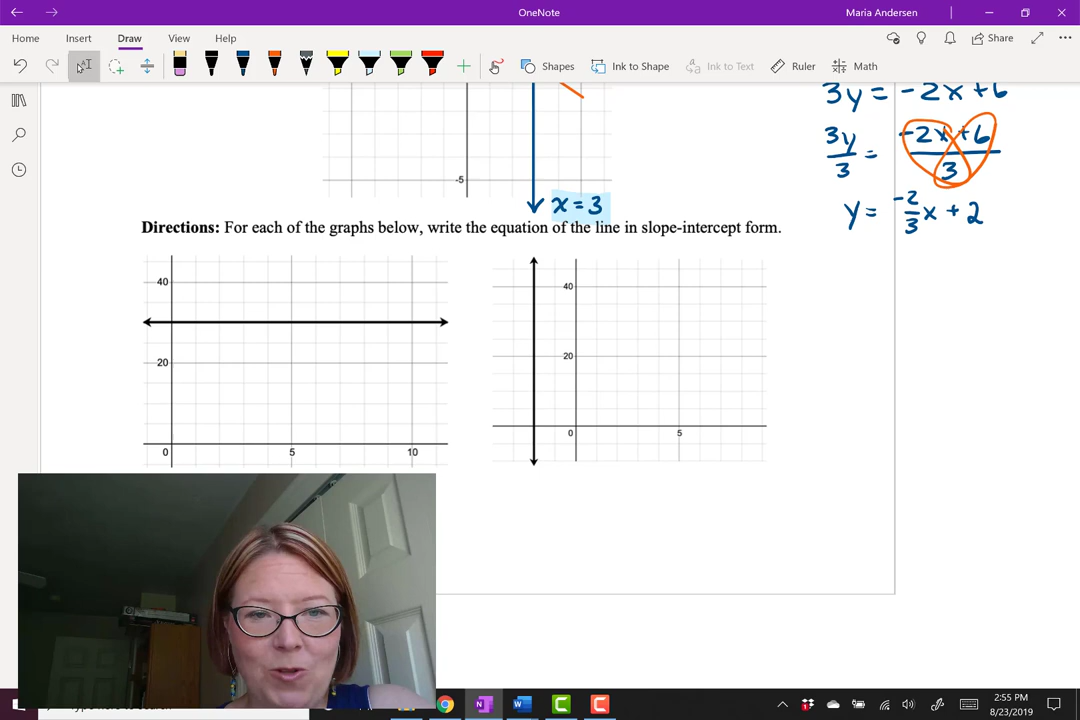 OneNote
Maria Andersen
Home Insert Draw View Help
Share
Shapes Ink to Shape Ink to Text Ruler Math
3y = -2x+6
3y/3 = -2x+6/3
y = -2/3 x + 2
-5
x = 3
Directions: For each of the graphs below, write the equation of the line in slope-intercept form.
40
20
0 5 10
40
20
0 5
2:55 PM
8/23/2019